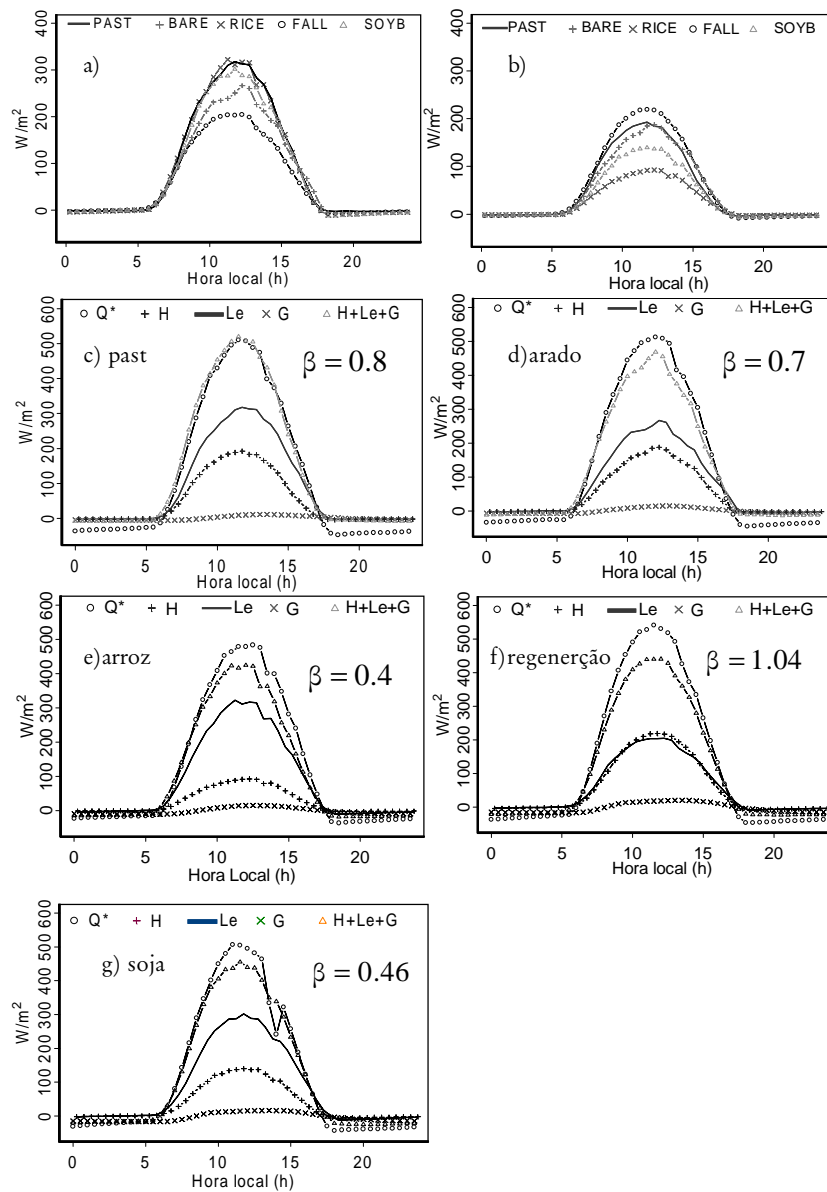 PAST BARE RICE FALL SOYB
a)
W/m²
0 100 200 300 400
0 5 10 15 20
Hora local (h)
PAST BARE RICE FALL SOYB
b)
W/m²
0 100 200 300 400
0 5 10 15 20
Hora local (h)
Q* H Le G H+Le+G
c) past
β = 0.8
W/m²
0 100 200 300 400 500 600
0 5 10 15 20
Hora local (h)
Q* H Le G H+Le+G
d)arado
β = 0.7
W/m²
0 100 200 300 400 500 600
0 5 10 15 20
Hora local (h)
Q* H Le G H+Le+G
e)arroz
β = 0.4
W/m²
0 100 200 300 400 500 600
0 5 10 15 20
Hora Local (h)
Q* H Le G H+Le+G
f)regenerção
β = 1.04
W/m²
0 100 200 300 400 500 600
0 5 10 15 20
Hora local (h)
Q* H Le G H+Le+G
g) soja
β = 0.46
W/m²
0 100 200 300 400 500 600
0 5 10 15 20
Hora local (h)